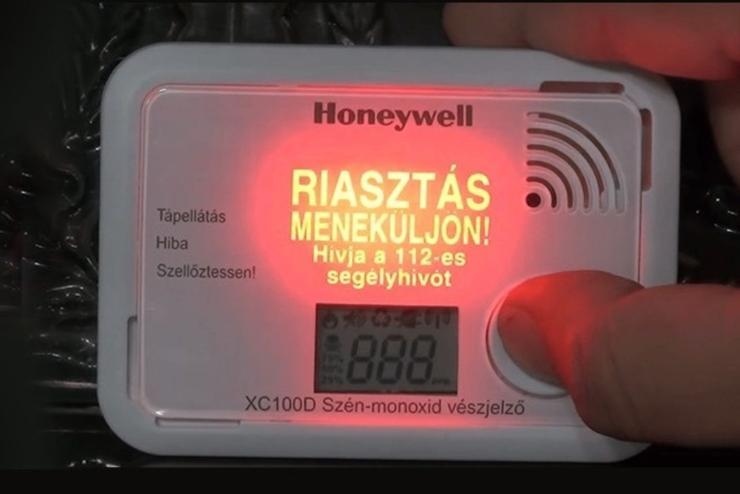 Honeywell
RIASZTÁS
MENEKÜLJÖN!
Hívja a 112-es
segélyhívót
Tápellátás
Hiba
Szellőztessen!
888
XC100D Szén-monoxid vészjelző